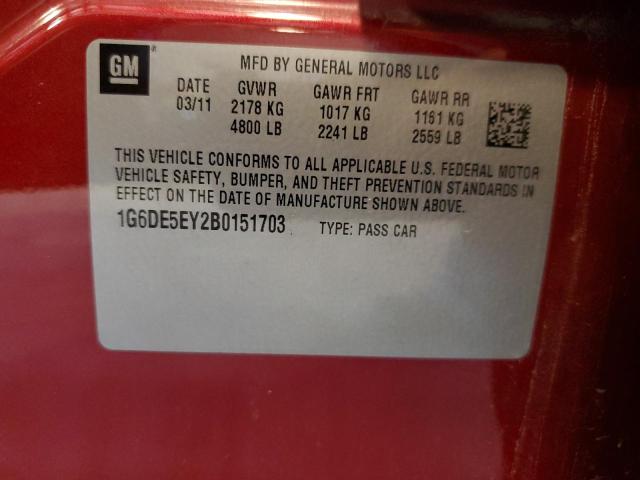 GM
MFD BY GENERAL MOTORS LLC
DATE GVWR GAWR FRT GAWR RR
03/11 2178 KG 1017 KG 1161 KG
4800 LB 2241 LB 2559 LB
THIS VEHICLE CONFORMS TO ALL APPLICABLE U.S. FEDERAL MOTOR
VEHICLE SAFETY, BUMPER, AND THEFT PREVENTION STANDARDS IN
EFFECT ON THE DATE OF MANUFACTURE SHOWN ABOVE.
1G6DE5EY2B0151703 TYPE: PASS CAR